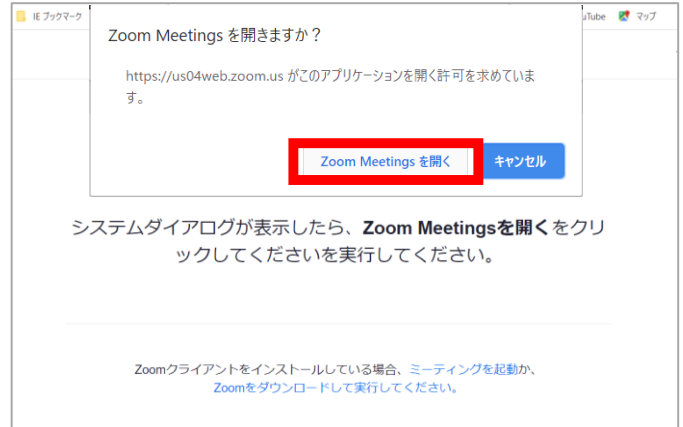 IE ブックマーク
uTube マップ
Zoom Meetings を開きますか？
https://us04web.zoom.us がこのアプリケーションを開く許可を求めていま
す。
Zoom Meetings を開く キャンセル
システムダイアログが表示したら、Zoom Meetingsを開くをクリ
ックしてくださいを実行してください。
Zoomクライアントをインストールしている場合、ミーティングを起動か、
Zoomをダウンロードして実行してください。